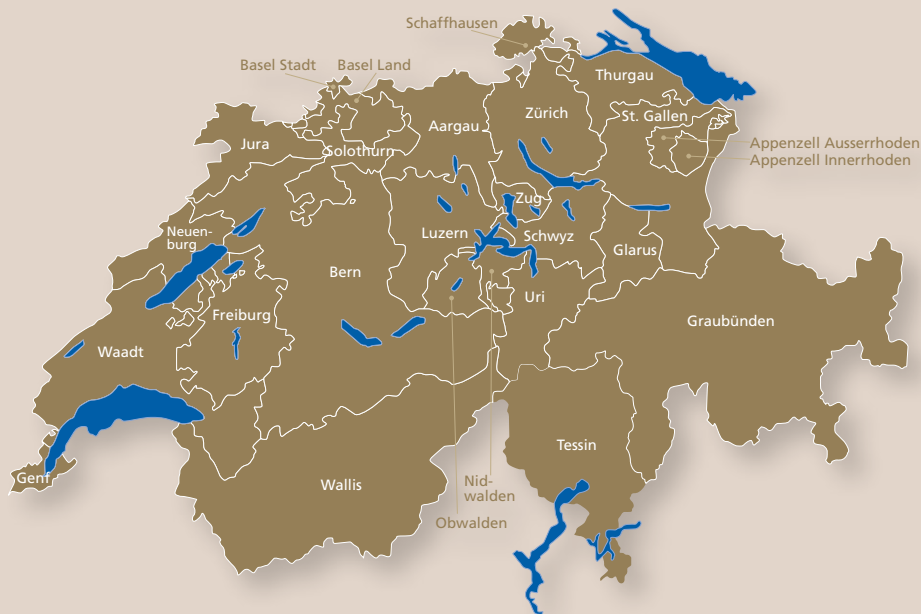 Schaffhausen
Basel Stadt
Basel Land
Thurgau
Zürich
St. Gallen
Aargau
Appenzell Ausserrhoden
Appenzell Innerrhoden
Jura
Solothurn
Zug
Neuen-
burg
Luzern
Schwyz
Glarus
Bern
Uri
Freiburg
Graubünden
Waadt
Tessin
Genf
Wallis
Nid-
walden
Obwalden